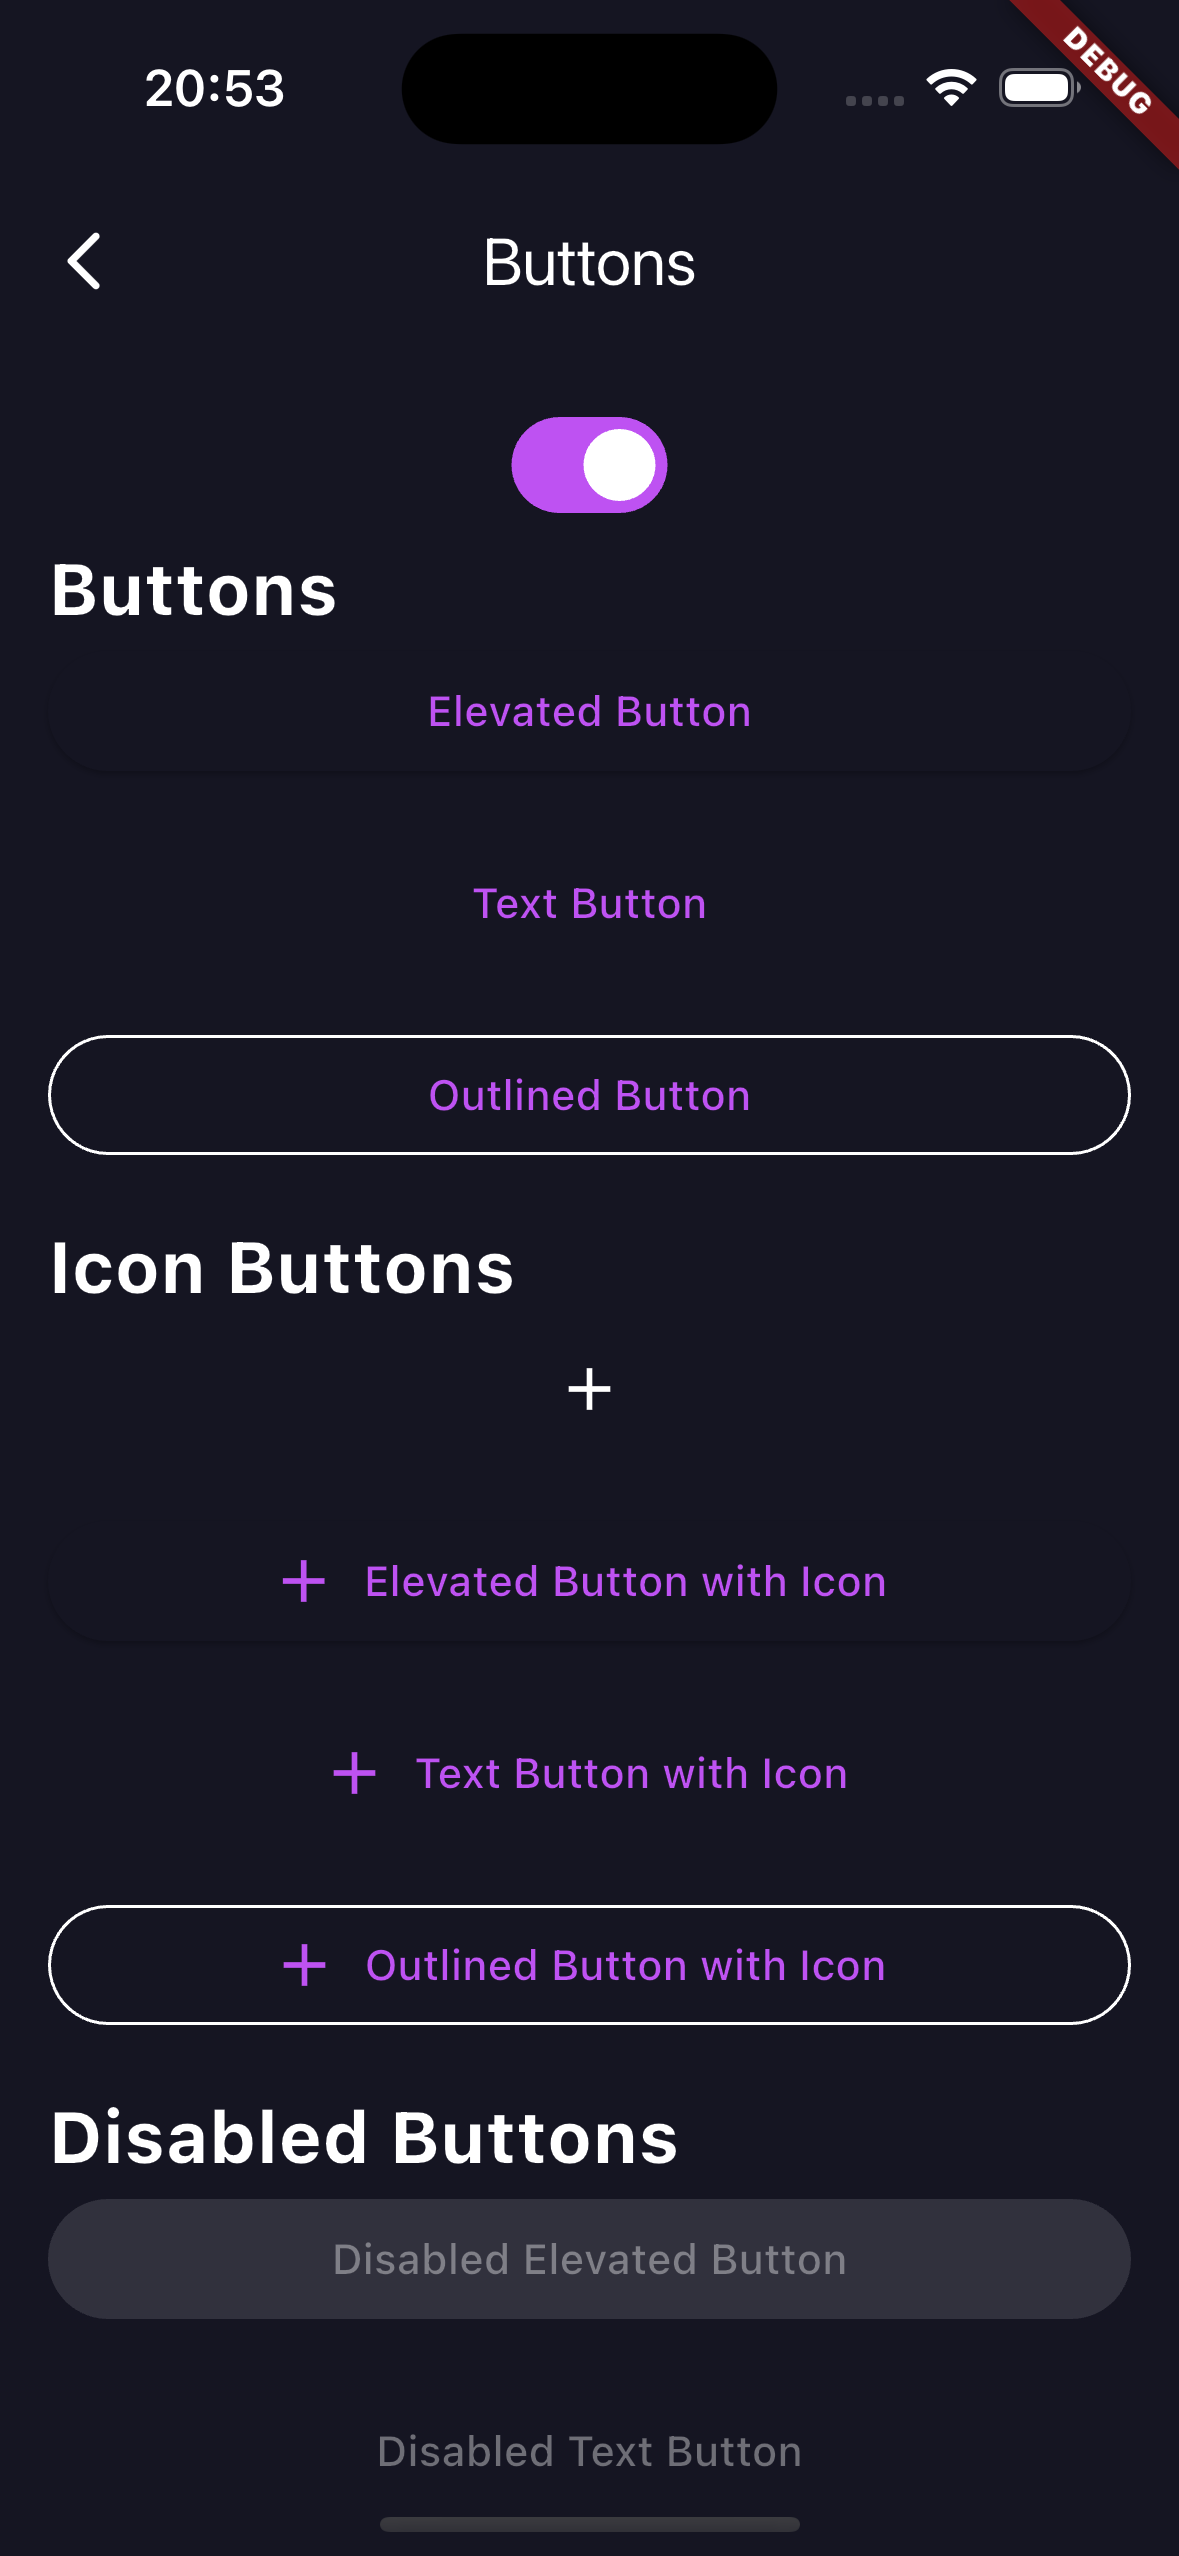 20:53
DEBUG
Buttons
Buttons
Elevated Button
Text Button
Outlined Button
Icon Buttons
Elevated Button with Icon
Text Button with Icon
Outlined Button with Icon
Disabled Buttons
Disabled Elevated Button
Disabled Text Button